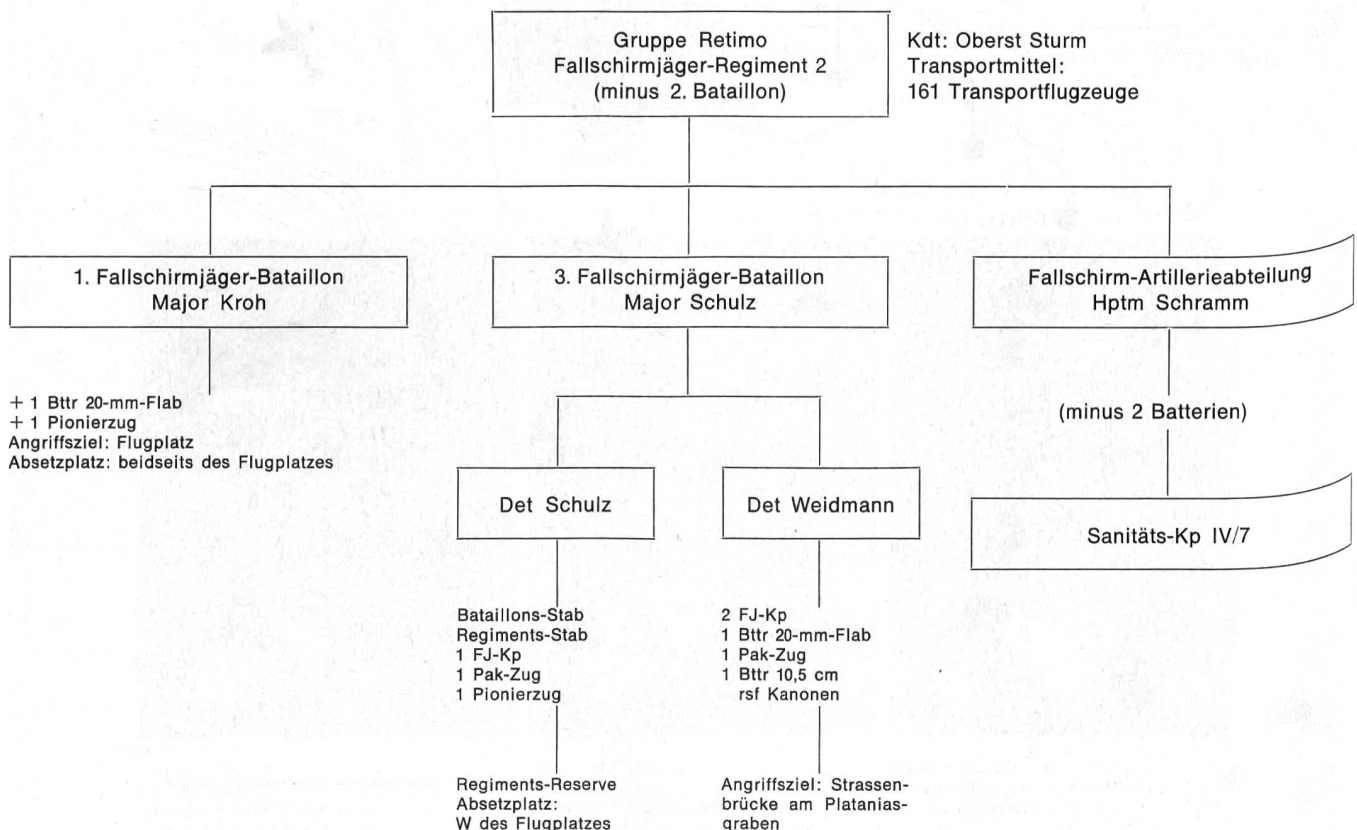 Gruppe Retimo
Fallschirmjäger-Regiment 2
(minus 2. Bataillon)
Kdt: Oberst Sturm
Transportmittel:
161 Transportflugzeuge
1. Fallschirmjäger-Bataillon
Major Kroh
3. Fallschirmjäger-Bataillon
Major Schulz
Fallschirm-Artillerieabteilung
Hptm Schramm
+ 1 Bttr 20-mm-Flab
+ 1 Pionierzug
Angriffsziel: Flugplatz
Absetzplatz: beidseits des Flugplatzes
(minus 2 Batterien)
Det Schulz
Det Weidmann
Sanitäts-Kp IV/7
Bataillons-Stab
Regiments-Stab
1 FJ-Kp
1 Pak-Zug
1 Pionierzug
2 FJ-Kp
1 Bttr 20-mm-Flab
1 Pak-Zug
1 Bttr 10,5 cm
rsf Kanonen
Regiments-Reserve
Absetzplatz:
W des Flugplatzes
Angriffsziel: Strassen-
brücke am Platanias-
graben